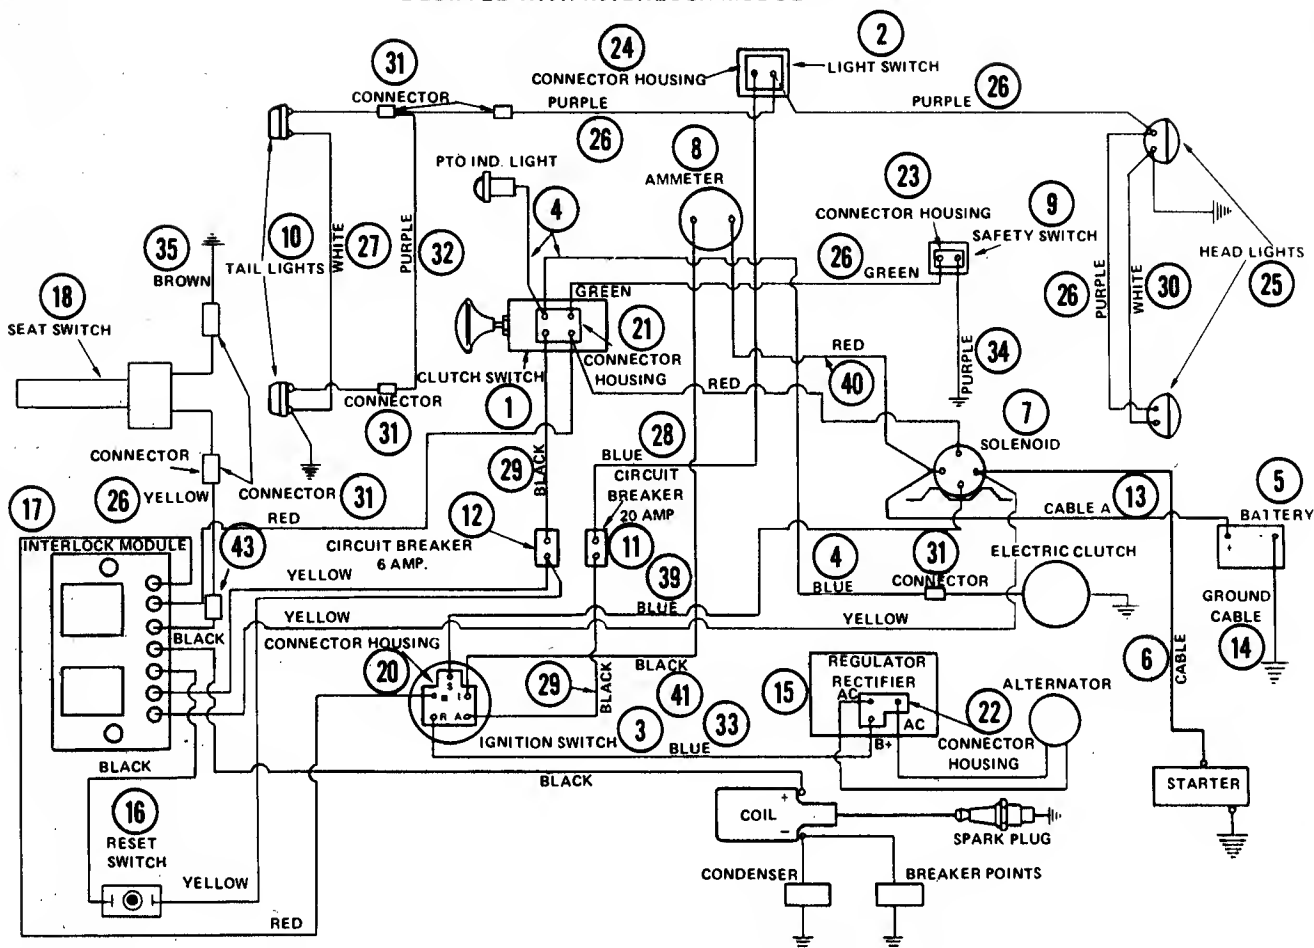 24
2
31
CONNECTOR HOUSING
LIGHT SWITCH
CONNECTOR
PURPLE
26
PURPLE
26
8
PTO IND. LIGHT
AMMETER
23
4
CONNECTOR HOUSING
9
SAFETY SWITCH
10
WHITE
27
PURPLE
32
35
TAIL LIGHTS
BROWN
26
GREEN
HEAD LIGHTS
18
SEAT SWITCH
GREEN
26
PURPLE
WHITE
30
25
21
CONNECTOR
HOUSING
RED
PURPLE
34
CLUTCH SWITCH
RED
40
CONNECTOR
1
7
31
28
SOLENOID
CONNECTOR
BLACK
29
BLUE
CIRCUIT
BREAKER
20 AMP
26
YELLOW
CONNECTOR
31
13
5
17
RED
12
CABLE A
BATTERY
+
-
INTERLOCK MODULE
43
CIRCUIT BREAKER
6 AMP.
11
4
31
ELECTRIC CLUTCH
YELLOW
39
BLUE
CONNECTOR
BLUE
GROUND
CABLE
YELLOW
YELLOW
BLACK
CONNECTOR HOUSING
14
20
S
I
R
A
BLACK
29
BLACK
41
15
REGULATOR
RECTIFIER
AC
AC
B+
6
CABLE
ALTERNATOR
22
CONNECTOR
HOUSING
IGNITION SWITCH
3
33
BLUE
BLACK
BLACK
STARTER
16
RESET
SWITCH
COIL
+
-
SPARK PLUG
YELLOW
CONDENSER
BREAKER POINTS
RED